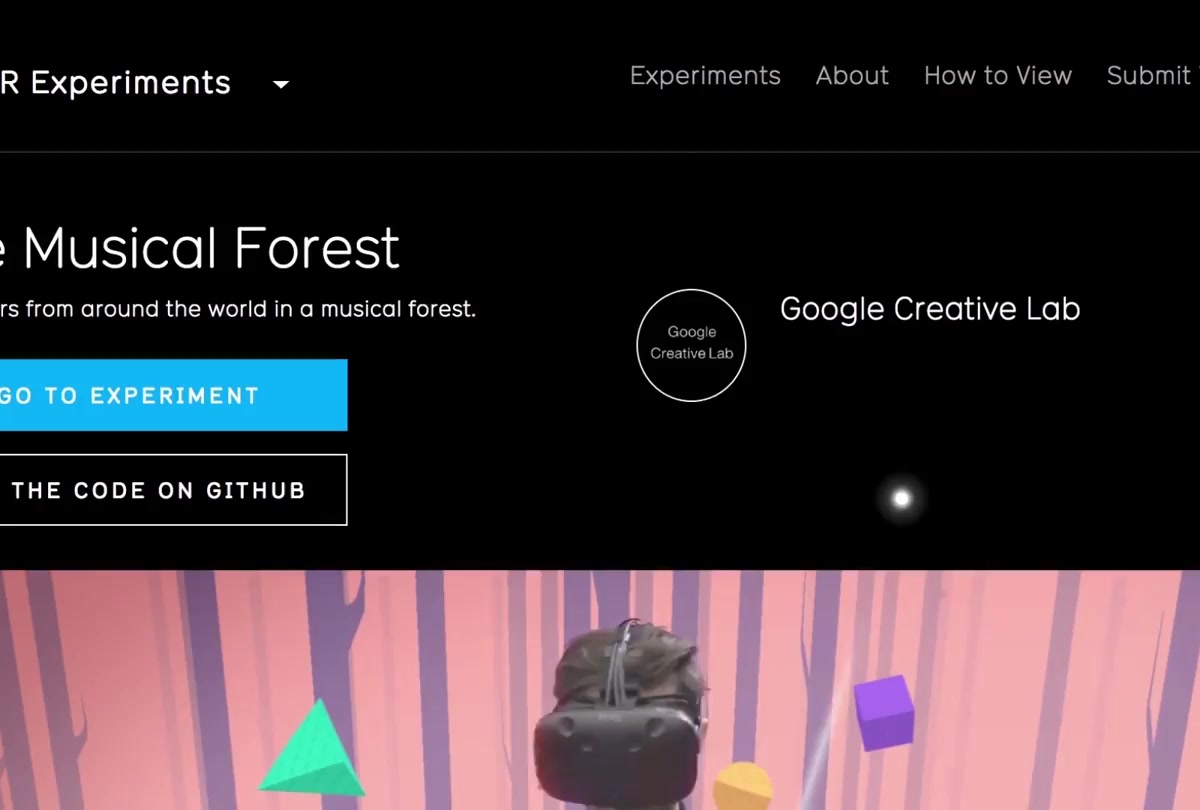 R Experiments
Experiments About How to View Submit
e Musical Forest
rs from around the world in a musical forest.
Google Creative Lab
Google
Creative Lab
GO TO EXPERIMENT
THE CODE ON GITHUB